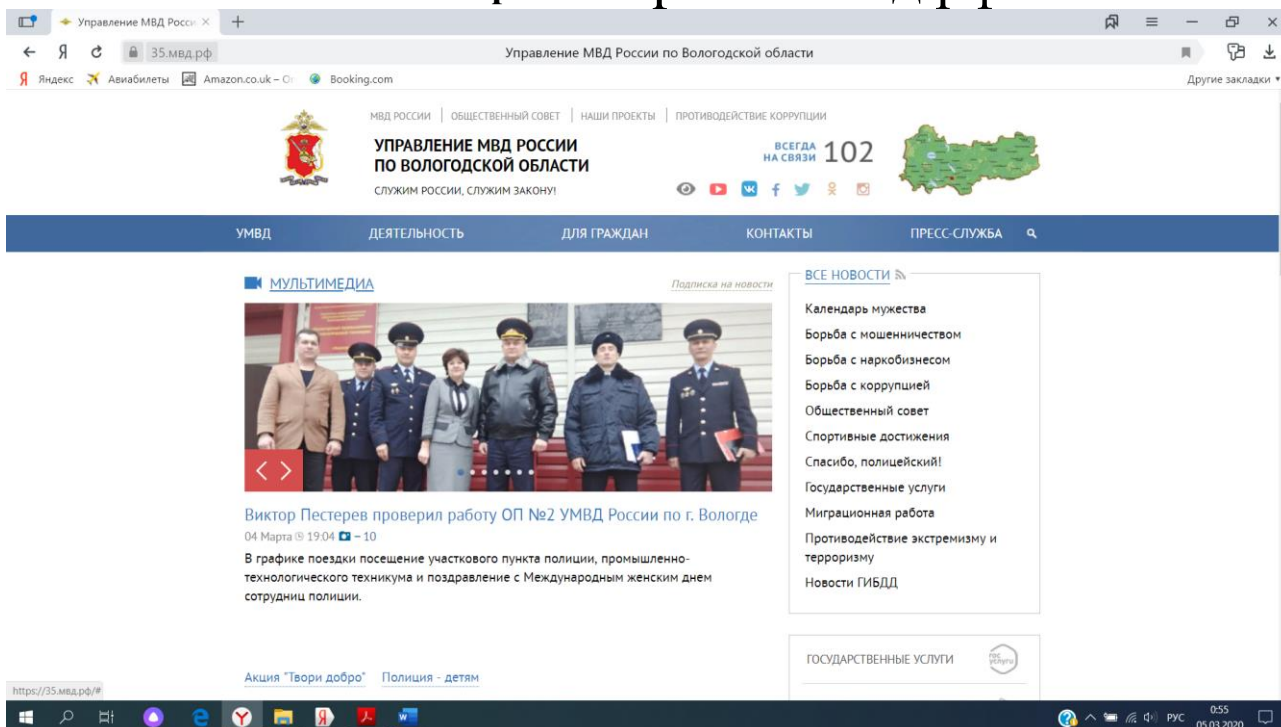 Управление МВД Росси
35.мвд.рф
Управление МВД России по Вологодской области
Яндекс
Авиабилеты
Amazon.co.uk – Or
Booking.com
Другие закладки
МВД РОССИИ | ОБЩЕСТВЕННЫЙ СОВЕТ | НАШИ ПРОЕКТЫ | ПРОТИВОДЕЙСТВИЕ КОРРУПЦИИ
УПРАВЛЕНИЕ МВД РОССИИ
ПО ВОЛОГОДСКОЙ ОБЛАСТИ
СЛУЖИМ РОССИИ, СЛУЖИМ ЗАКОНУ!
ВСЕГДА
НА СВЯЗИ 102
УМВД ДЕЯТЕЛЬНОСТЬ ДЛЯ ГРАЖДАН КОНТАКТЫ ПРЕСС-СЛУЖБА
МУЛЬТИМЕДИА
Подписка на новости
Виктор Пестерев проверил работу ОП №2 УМВД России по г. Вологде
04 Марта 19:04 – 10
В графике поездки посещение участкового пункта полиции, промышленно-
технологического техникума и поздравление с Международным женским днем
сотрудниц полиции.
Акция "Твори добро" Полиция - детям
ВСЕ НОВОСТИ
Календарь мужества
Борьба с мошенничеством
Борьба с наркобизнесом
Борьба с коррупцией
Общественный совет
Спортивные достижения
Спасибо, полицейский!
Государственные услуги
Миграционная работа
Противодействие экстремизму и
терроризму
Новости ГИБДД
ГОСУДАРСТВЕННЫЕ УСЛУГИ
гос
услуги
https://35.мвд.рф/#
РУС
0:55
05.03.2020